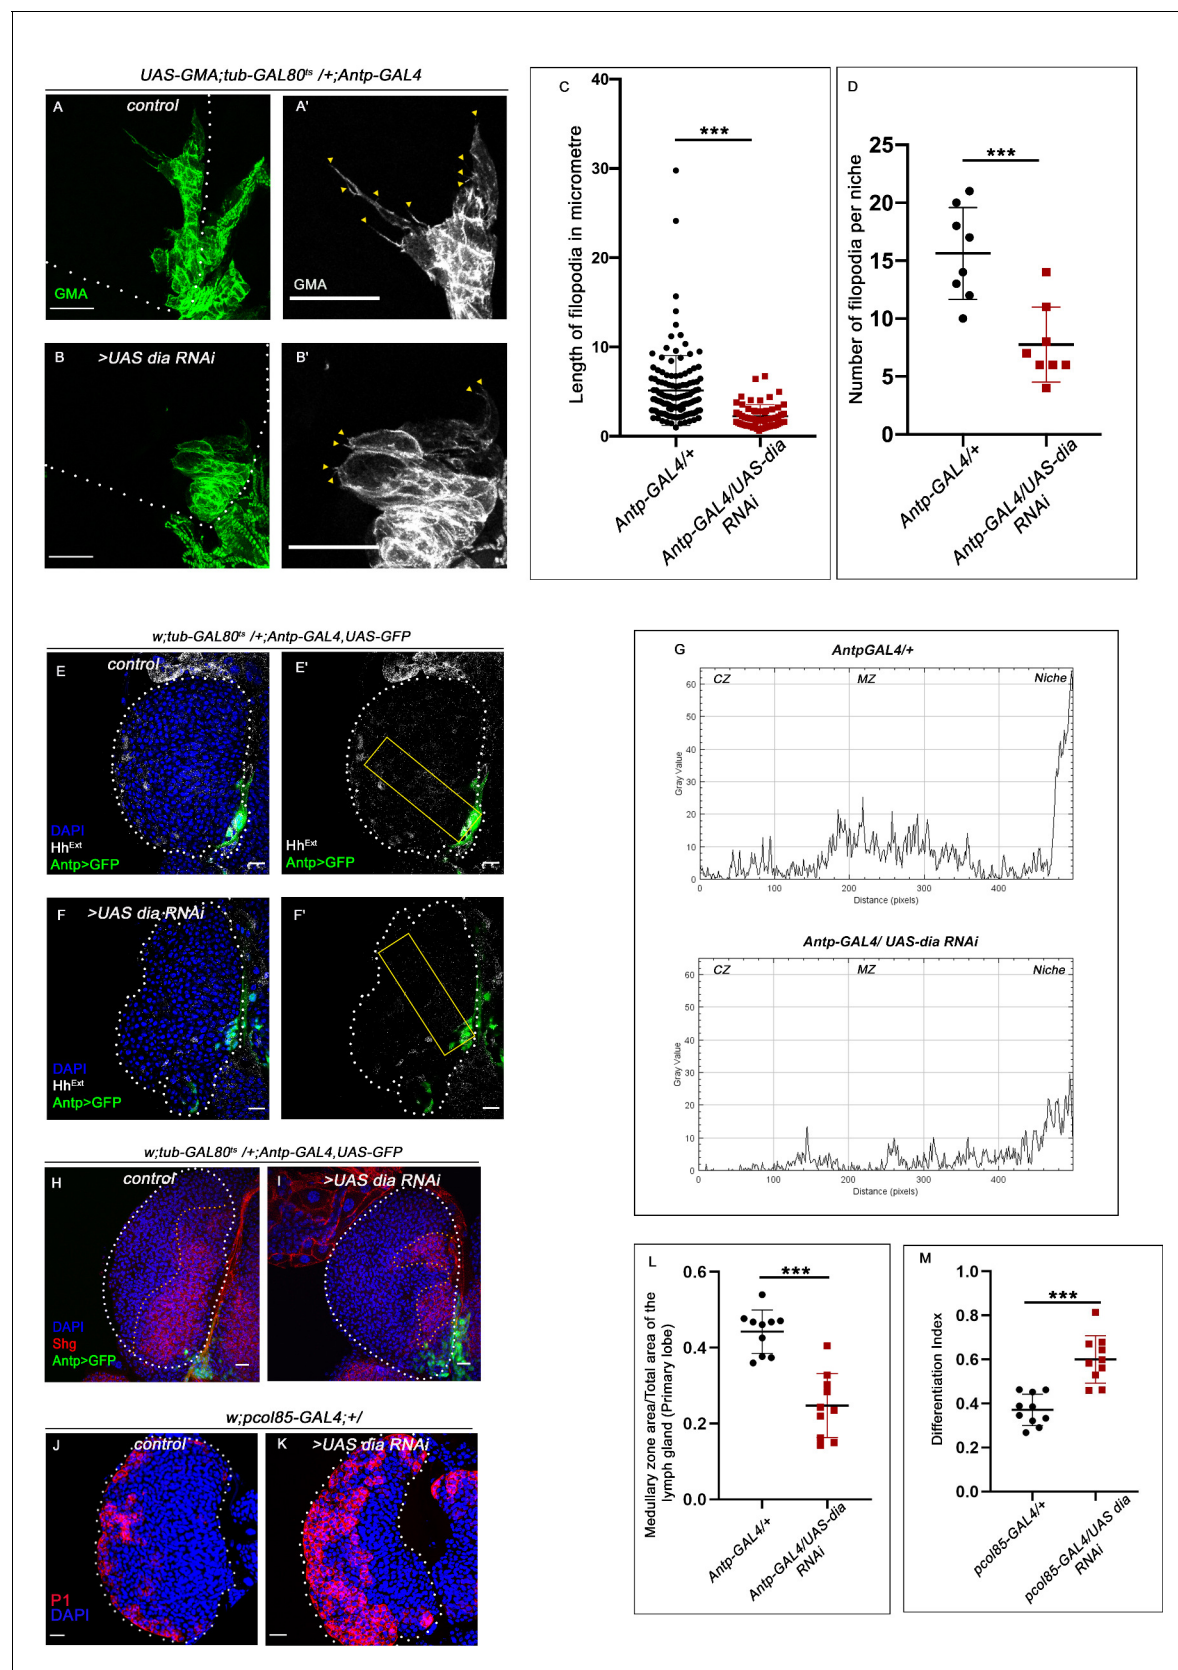 UAS-GMA;tub-GAL80ts /+;Antp-GAL4
A
control
GMA
A'
GMA
B
>UAS dia RNAi
B'
C
Length of filopodia in micrometre
40
30
20
10
0
***
Antp-GAL4/+
Antp-GAL4/UAS-dia
RNAi
D
Number of filopodia per niche
25
20
15
10
5
0
***
Antp-GAL4/+
Antp-GAL4/UAS-dia
RNAi
w;tub-GAL80ts /+;Antp-GAL4,UAS-GFP
E
control
DAPI
HhExt
Antp>GFP
E'
HhExt
Antp>GFP
F
>UAS dia RNAi
DAPI
HhExt
Antp>GFP
F'
G
AntpGAL4/+
CZ MZ Niche
Gray Value
60
50
40
30
20
10
0
0 100 200 300 400
Distance (pixels)
Antp-GAL4/ UAS-dia RNAi
CZ MZ Niche
Gray Value
60
50
40
30
20
10
0
0 100 200 300 400
Distance (pixels)
w;tub-GAL80ts /+;Antp-GAL4,UAS-GFP
H
control
DAPI
Shg
Antp>GFP
I
>UAS dia RNAi
w;pcol85-GAL4;+/
J
control
P1
DAPI
K
>UAS dia RNAi
L
Medullary zone area/Total area of the
lymph gland (Primary lobe)
0.6
0.4
0.2
0.0
***
Antp-GAL4/+
Antp-GAL4/UAS-dia
RNAi
M
Differentiation Index
1.0
0.8
0.6
0.4
0.2
0.0
***
pcol85-GAL4/+
pcol85-GAL4/UAS dia
RNAi